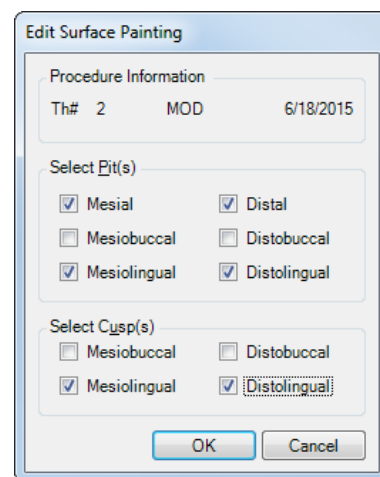 Edit Surface Painting
Procedure Information
Th# 2 MOD 6/18/2015
Select Pit(s)
Mesial Distal
Mesiobuccal Distobuccal
Mesiolingual Distolingual
Select Cusp(s)
Mesiobuccal Distobuccal
Mesiolingual Distolingual
OK Cancel